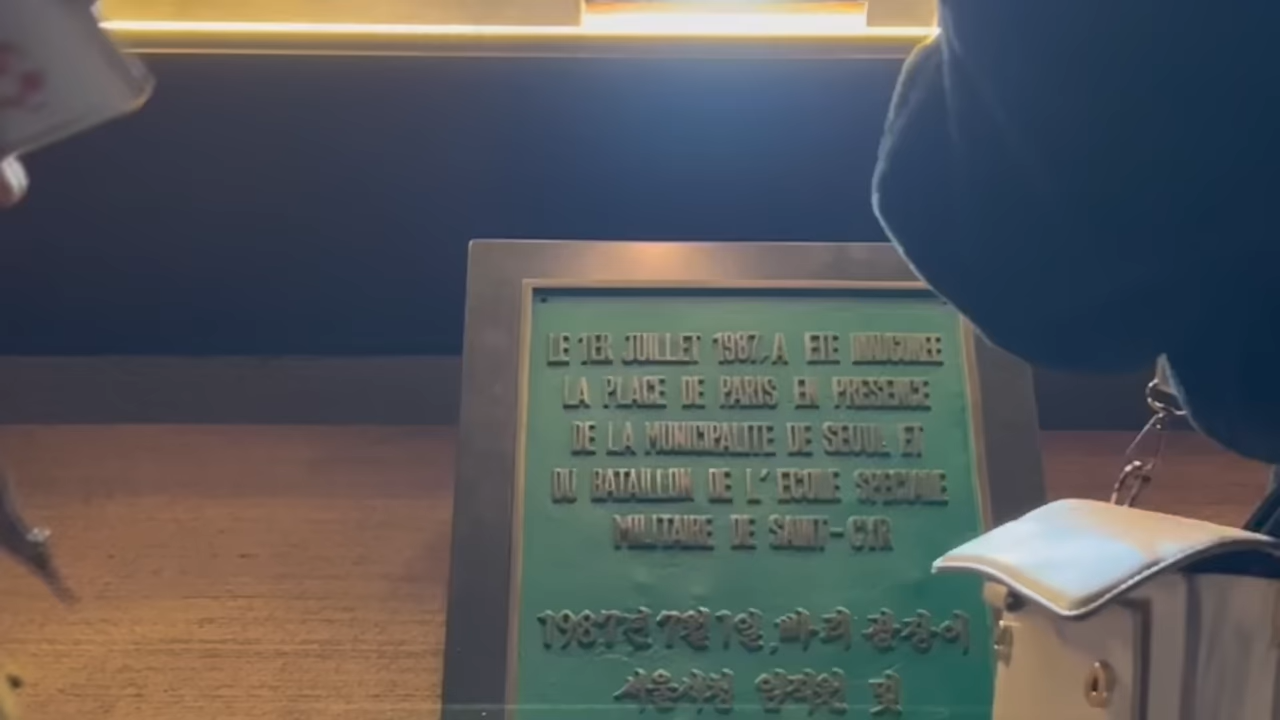 LE 1ER JUILLET 1987, A ETE INAUGUREE
LA PLACE DE PARIS EN PRESENCE
DE LA MUNICIPALITE DE SEOUL ET
DU BATAILLON DE L'ECOLE SPECIALE
MILITAIRE DE SAINT-CYR
1987년 7월 1일, 빠리 광장이
및